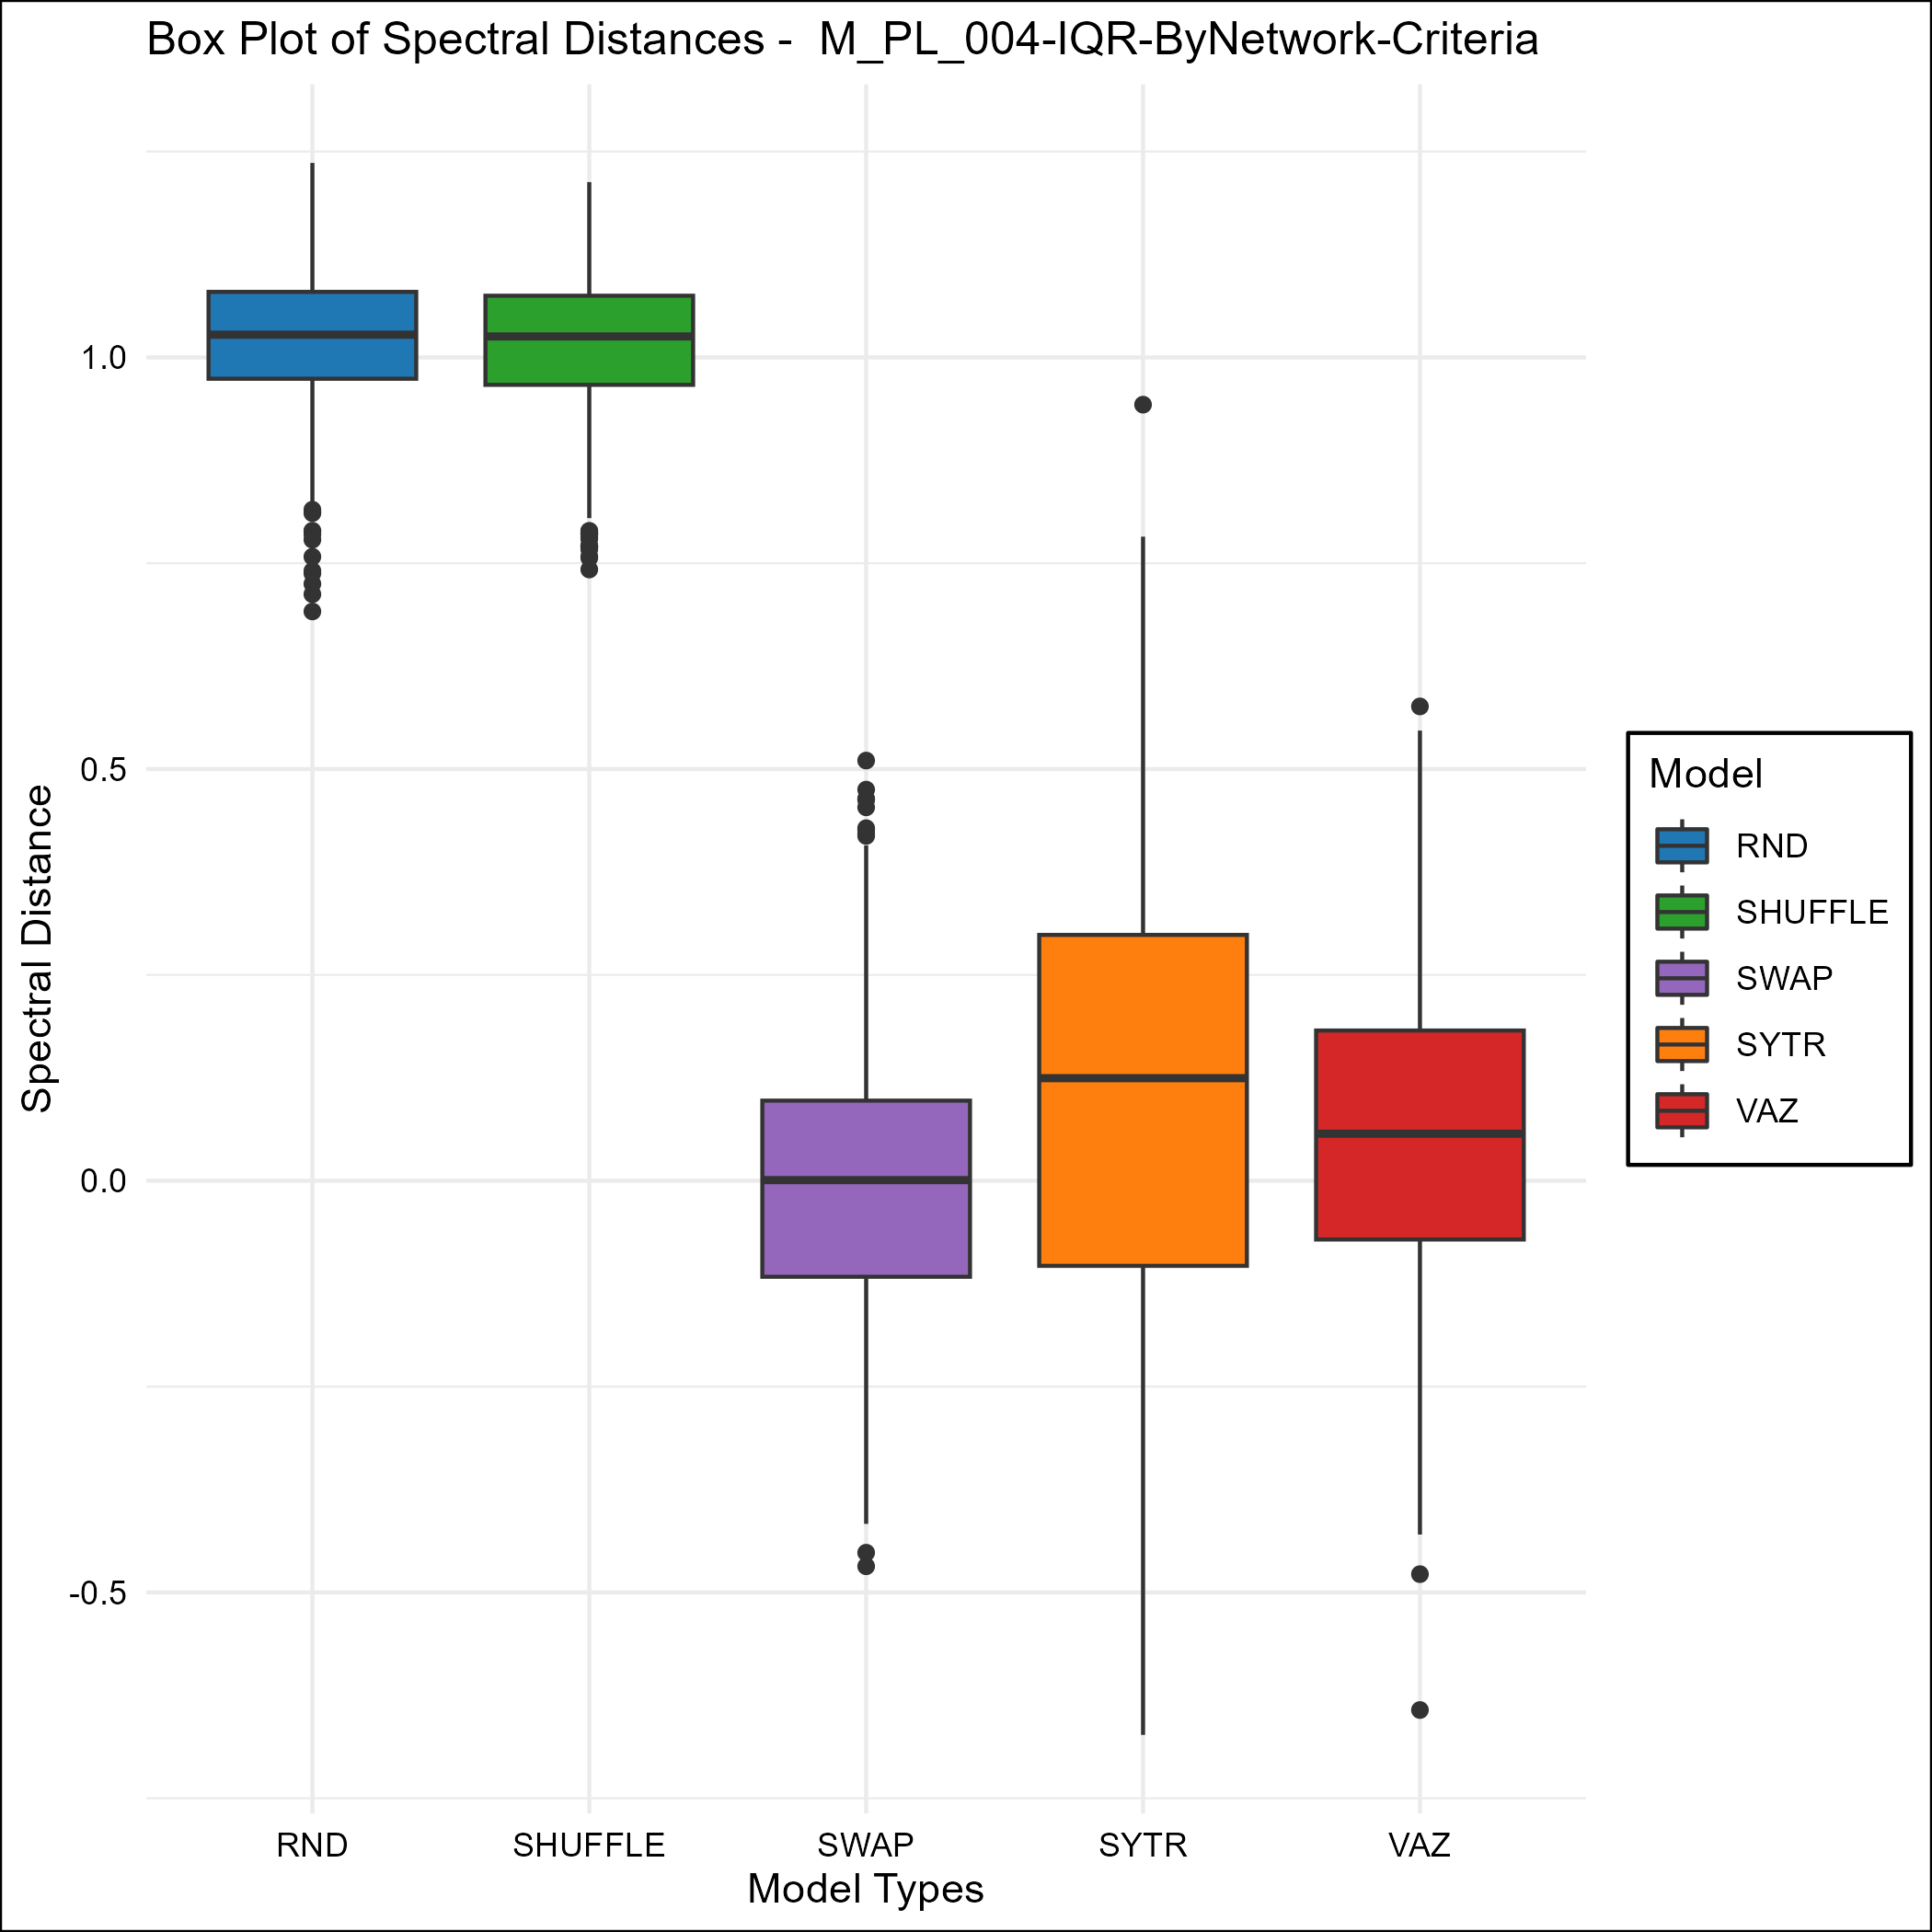 Box Plot of Spectral Distances -  M_PL_004-IQR-ByNetwork-Criteria
Spectral Distance
1.0
0.5
0.0
-0.5
RND
SHUFFLE
SWAP
SYTR
VAZ
Model Types
Model
RND
SHUFFLE
SWAP
SYTR
VAZ